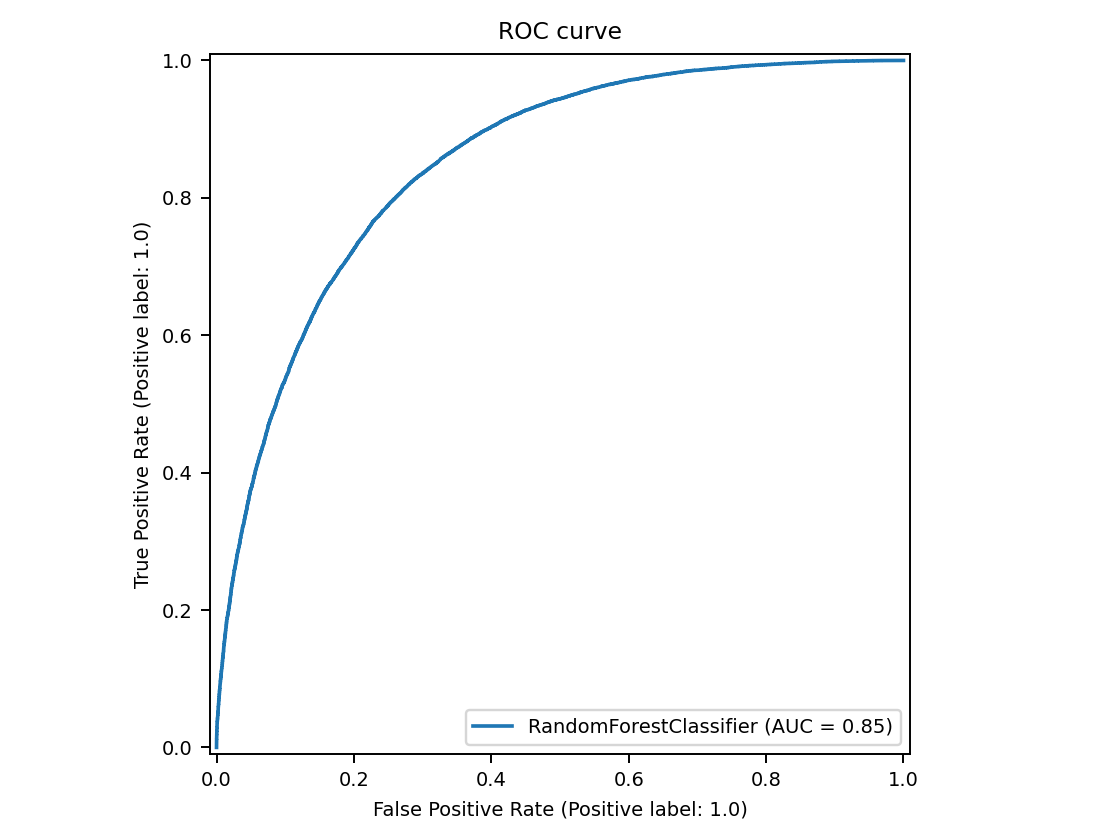 ROC curve
True Positive Rate (Positive label: 1.0)
1.0
0.8
0.6
0.4
0.2
0.0
RandomForestClassifier (AUC = 0.85)
0.0 0.2 0.4 0.6 0.8 1.0
False Positive Rate (Positive label: 1.0)